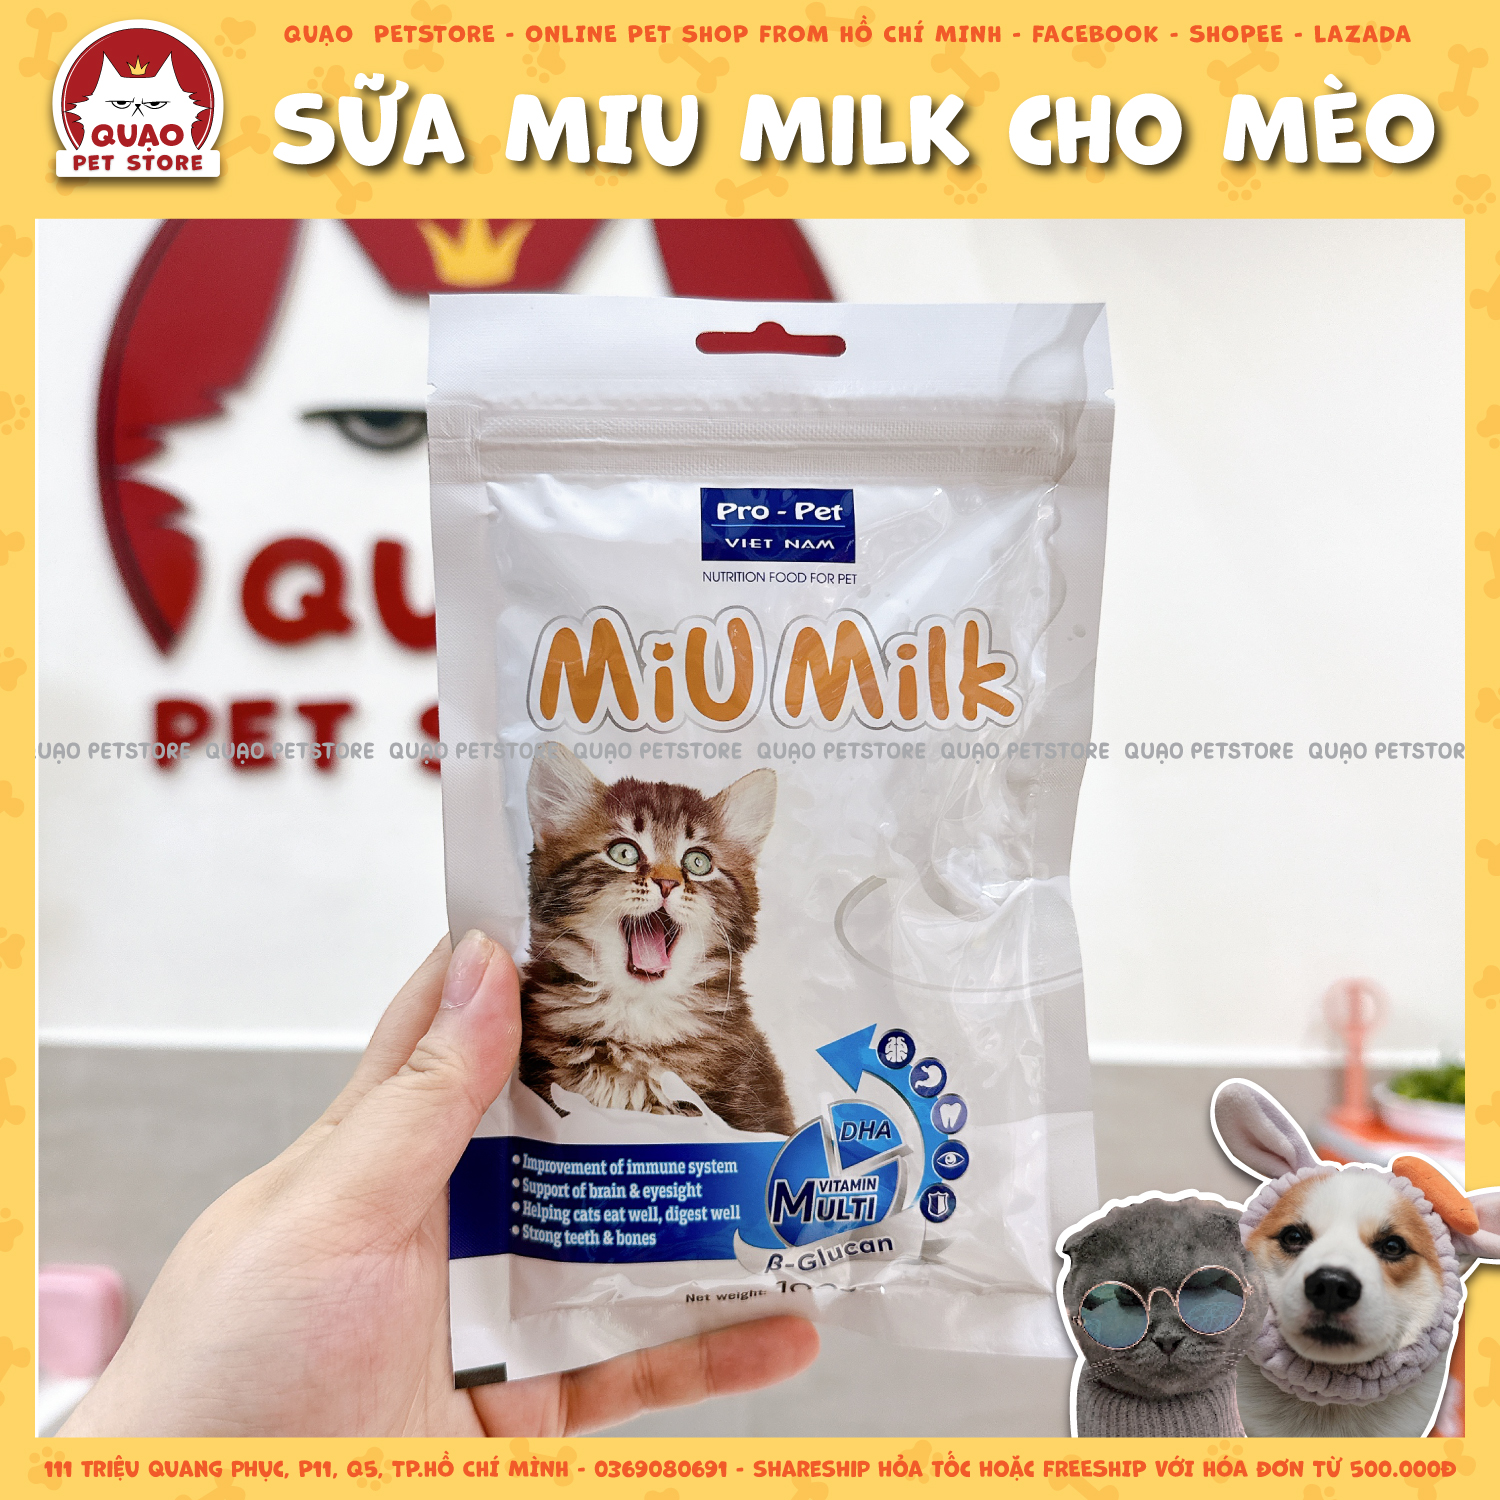 QUẠO PETSTORE - ONLINE PET SHOP FROM HỒ CHÍ MINH - FACEBOOK - SHOPEE - LAZADA
QUẠO
PET STORE
SỮA MIU MILK CHO MÈO
Pro - Pet
VIET NAM
NUTRITION FOOD FOR PET
MiU Milk
QUẠO PETSTORE QUẠO PETSTORE QUẠO PETSTORE QUẠO PETSTORE QUẠO PETSTORE QUẠO PETSTORE QUẠO PETSTORE
PET
DHA
VITAMIN
MULTI
β-Glucan
• Improvement of immune system
• Support of brain & eyesight
• Helping cats eat well, digest well
• Strong teeth & bones
Net weight:
111 TRIỆU QUANG PHỤC, P11, Q5, TP.HỒ CHÍ MÌNH - 0369080691 - SHARESHIP HỎA TỐC HOẶC FREESHIP VỚI HÓA ĐƠN TỪ 500.000Đ